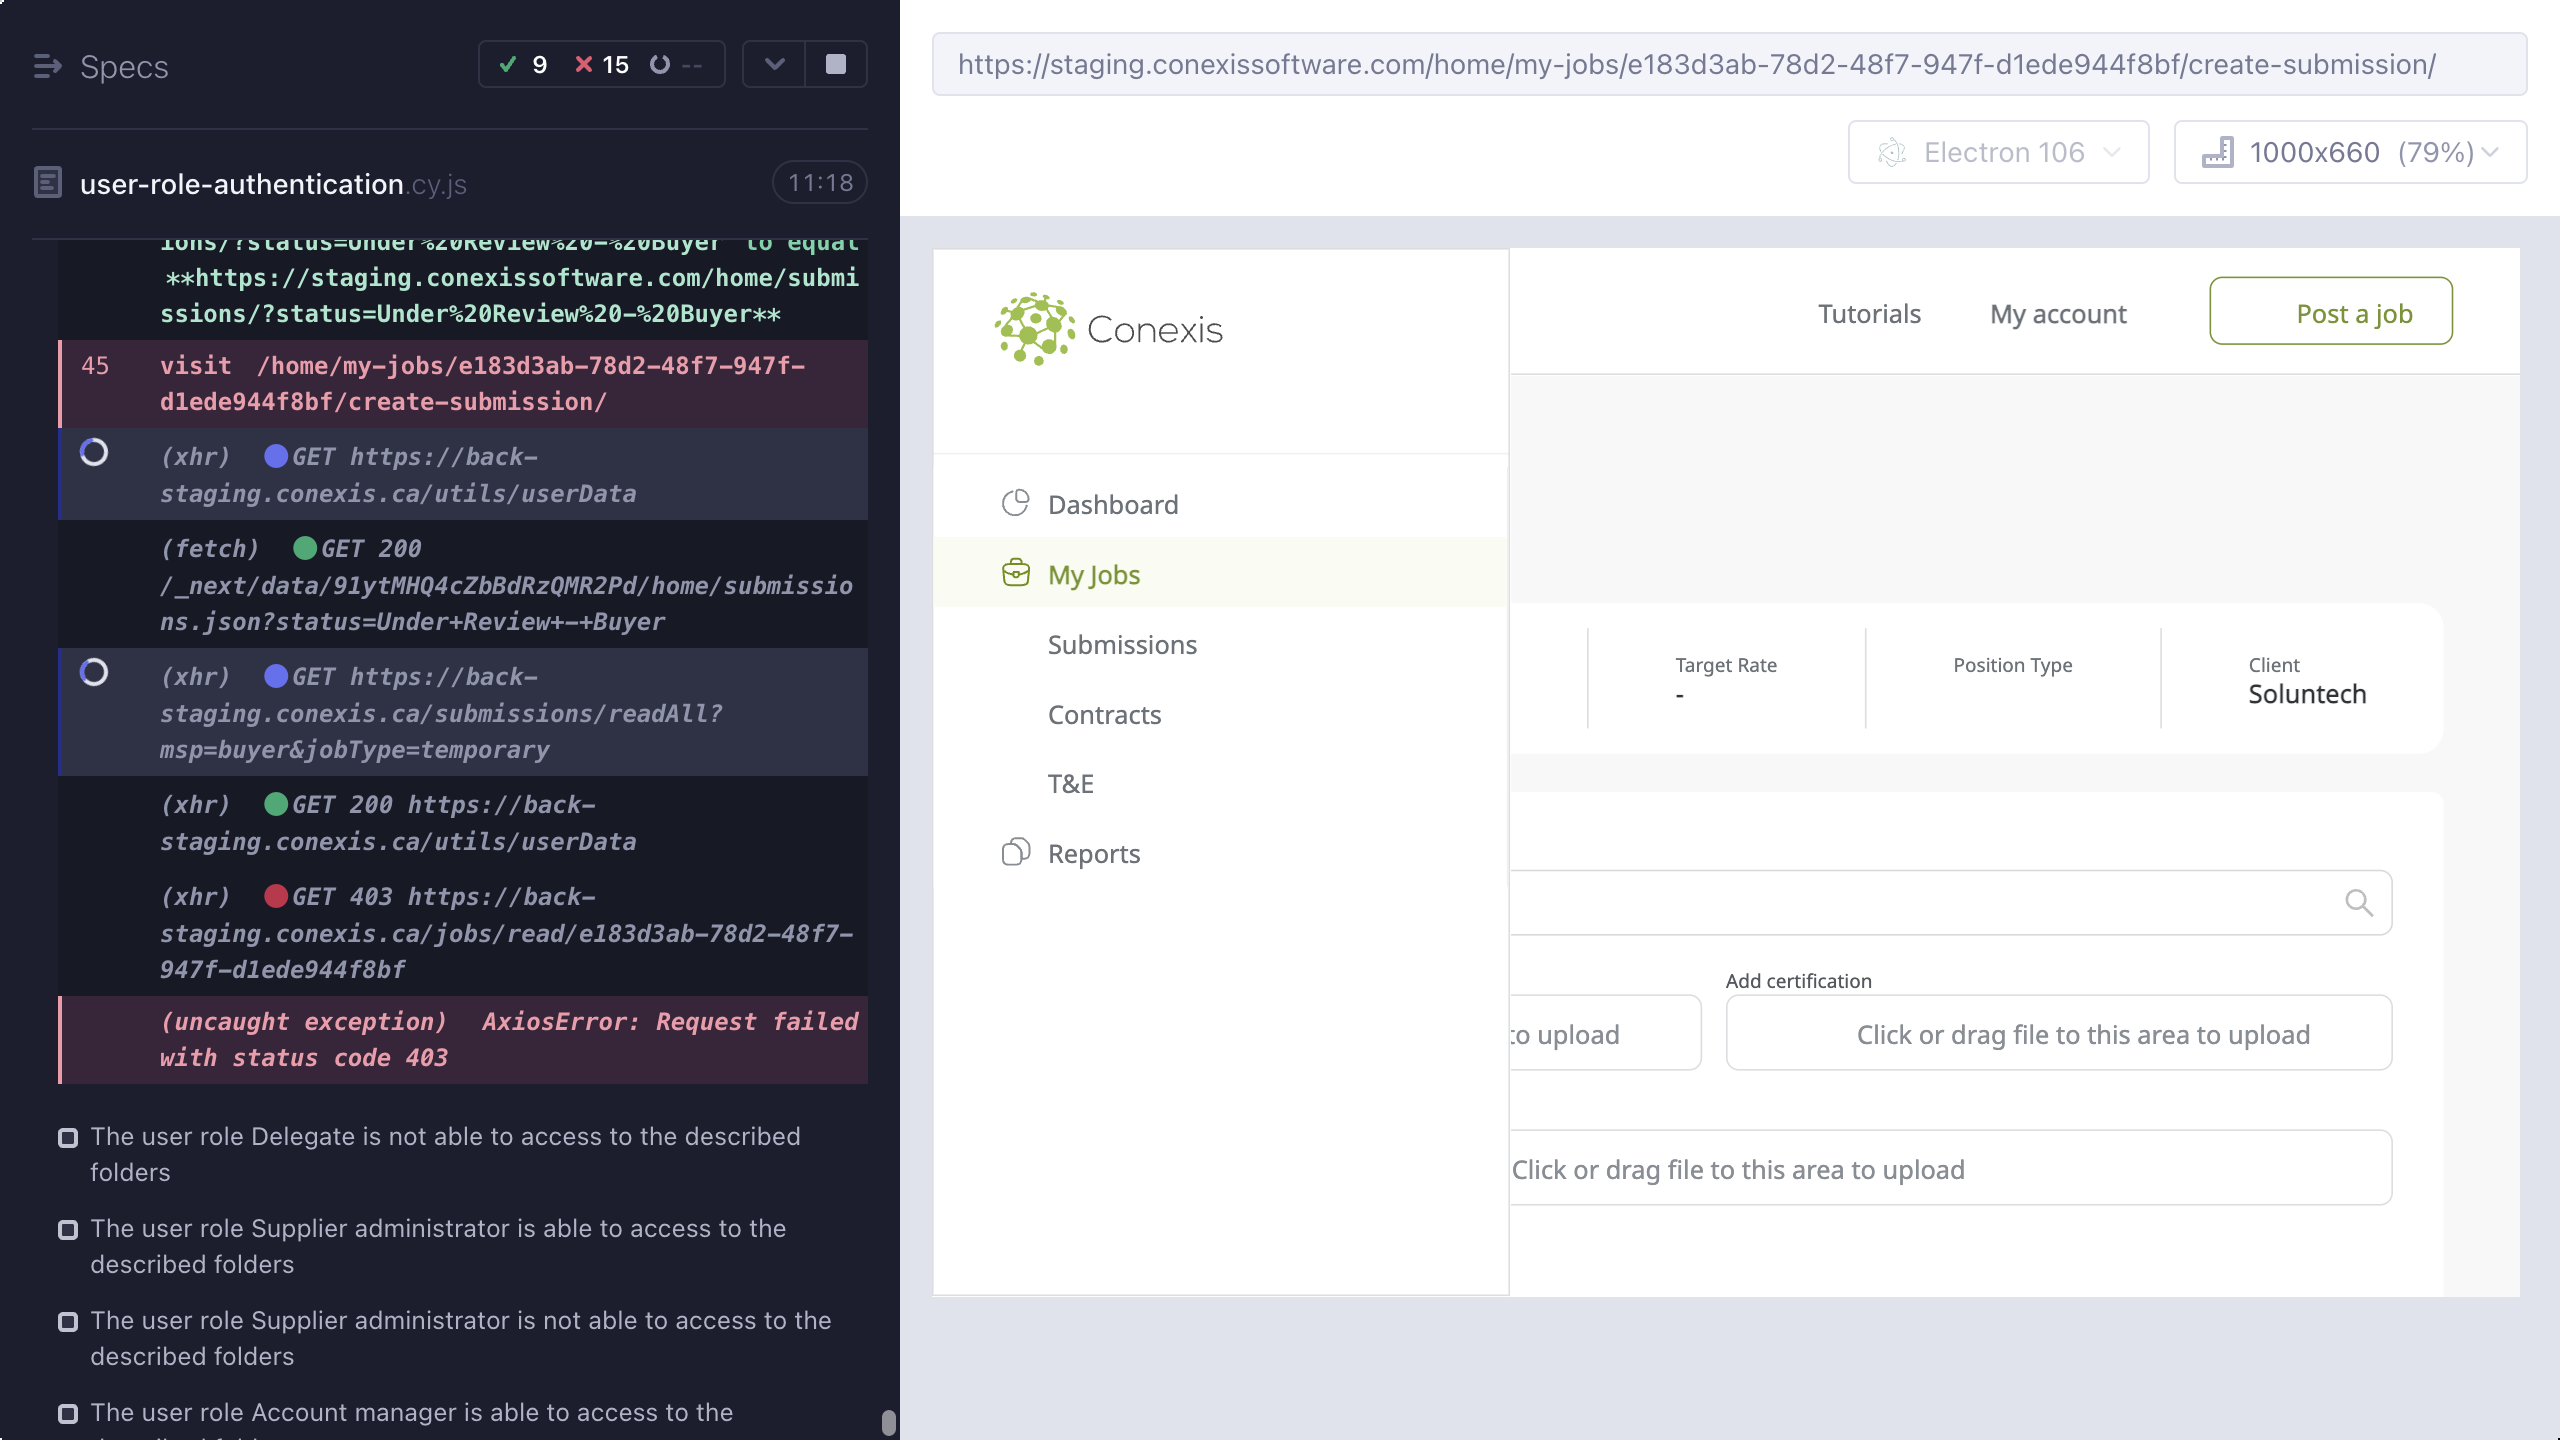 Specs
9
15
--
user-role-authentication.cy.js
11:18
ions/?status=Under%20Review%20-%20Buyer to equal
**https://staging.conexissoftware.com/home/submi
ssions/?status=Under%20Review%20-%20Buyer**
45
visit /home/my-jobs/e183d3ab-78d2-48f7-947f-
d1ede944f8bf/create-submission/
(xhr) GET https://back-
staging.conexis.ca/utils/userData
(fetch) GET 200
/_next/data/91ytMHQ4cZbBdRzQMR2Pd/home/submissio
ns.json?status=Under+Review+-+Buyer
(xhr) GET https://back-
staging.conexis.ca/submissions/readAll?
msp=buyer&jobType=temporary
(xhr) GET 200 https://back-
staging.conexis.ca/utils/userData
(xhr) GET 403 https://back-
staging.conexis.ca/jobs/read/e183d3ab-78d2-48f7-
947f-d1ede944f8bf
(uncaught exception) AxiosError: Request failed
with status code 403
The user role Delegate is not able to access to the described
folders
The user role Supplier administrator is able to access to the
described folders
The user role Supplier administrator is not able to access to the
described folders
The user role Account manager is able to access to the
https://staging.conexissoftware.com/home/my-jobs/e183d3ab-78d2-48f7-947f-d1ede944f8bf/create-submission/
Electron 106
1000x660 (79%)
Conexis
Tutorials
My account
Post a job
Dashboard
My Jobs
Submissions
Contracts
T&E
Reports
Target Rate
-
Position Type
Client
Soluntech
Add certification
to upload
Click or drag file to this area to upload
Click or drag file to this area to upload